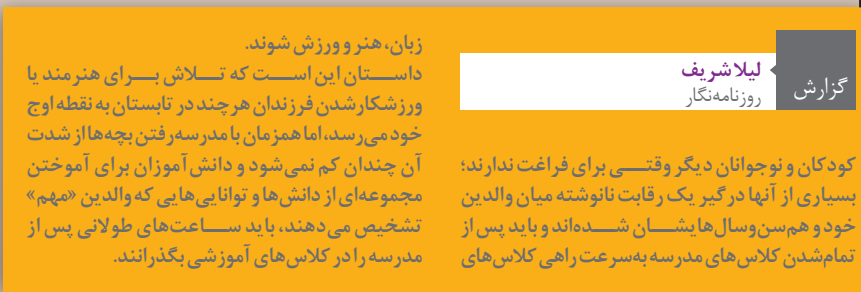 گزارش
لیلا شریف
روزنامه‌نگار
کودکان و نوجوانان دیگر وقتی برای فراغت ندارند؛
بسیاری از آنها درگیر یک رقابت نانوشته میان والدین
خود و هم‌سن‌وسال‌هایشان شده‌اند و باید پس از
تمام‌شدن کلاس‌های مدرسه به‌سرعت راهی کلاس‌های
زبان، هنر و ورزش شوند.
داستان این است که تلاش برای هنرمند یا
ورزشکارشدن فرزندان هرچند در تابستان به نقطه اوج
خود می‌رسد، اما همزمان با مدرسه‌رفتن بچه‌ها از شدت
آن چندان کم نمی‌شود و دانش‌آموزان برای آموختن
مجموعه‌ای از دانش‌ها و توانایی‌هایی که والدین «مهم»
تشخیص می‌دهند، باید ساعت‌های طولانی پس از
مدرسه را در کلاس‌های آموزشی بگذرانند.